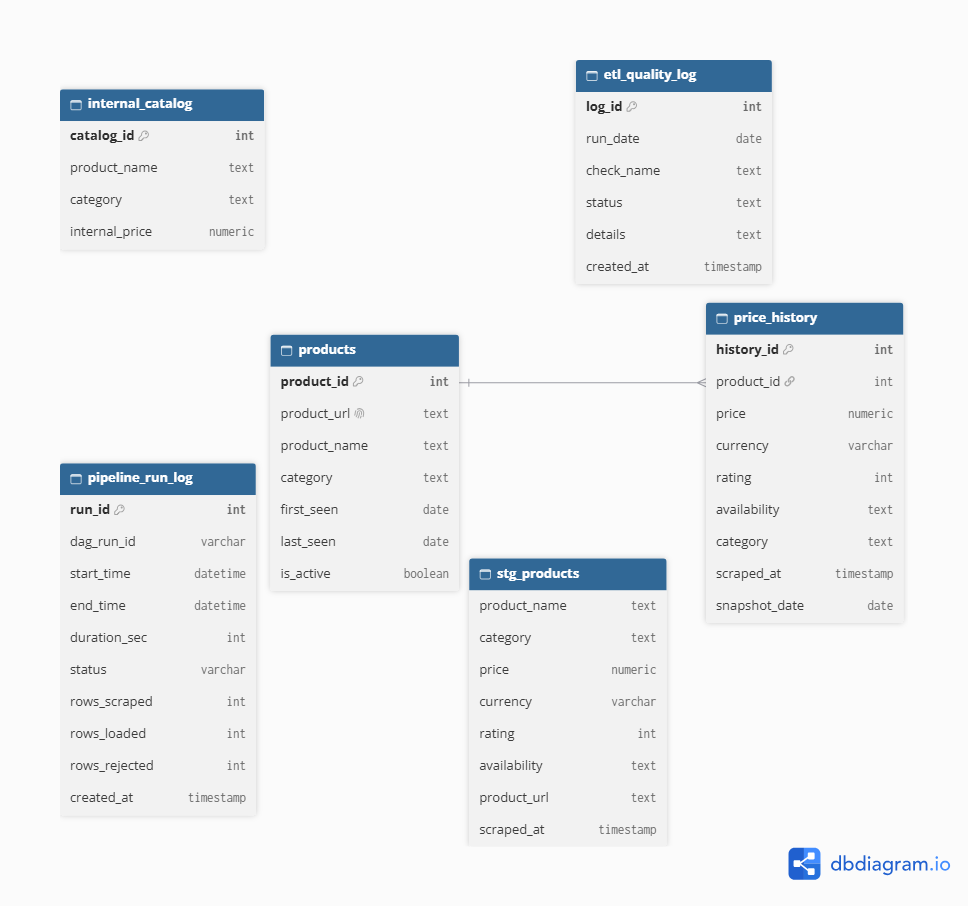 internal_catalog
catalog_id int
product_name text
category text
internal_price numeric
etl_quality_log
log_id int
run_date date
check_name text
status text
details text
created_at timestamp
products
product_id int
product_url text
product_name text
category text
first_seen date
last_seen date
is_active boolean
price_history
history_id int
product_id int
price numeric
currency varchar
rating int
availability text
category text
scraped_at timestamp
snapshot_date date
pipeline_run_log
run_id int
dag_run_id varchar
start_time datetime
end_time datetime
duration_sec int
status varchar
rows_scraped int
rows_loaded int
rows_rejected int
created_at timestamp
stg_products
product_name text
category text
price numeric
currency varchar
rating int
availability text
product_url text
scraped_at timestamp
dbdiagram.io